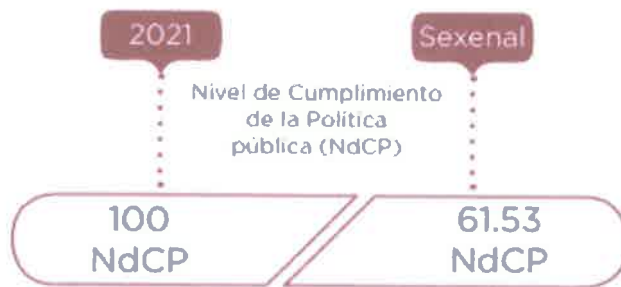 2021
Sexenal
Nivel de Cumplimiento
de la Política
pública (NdCP)
100
NdCP
61.53
NdCP